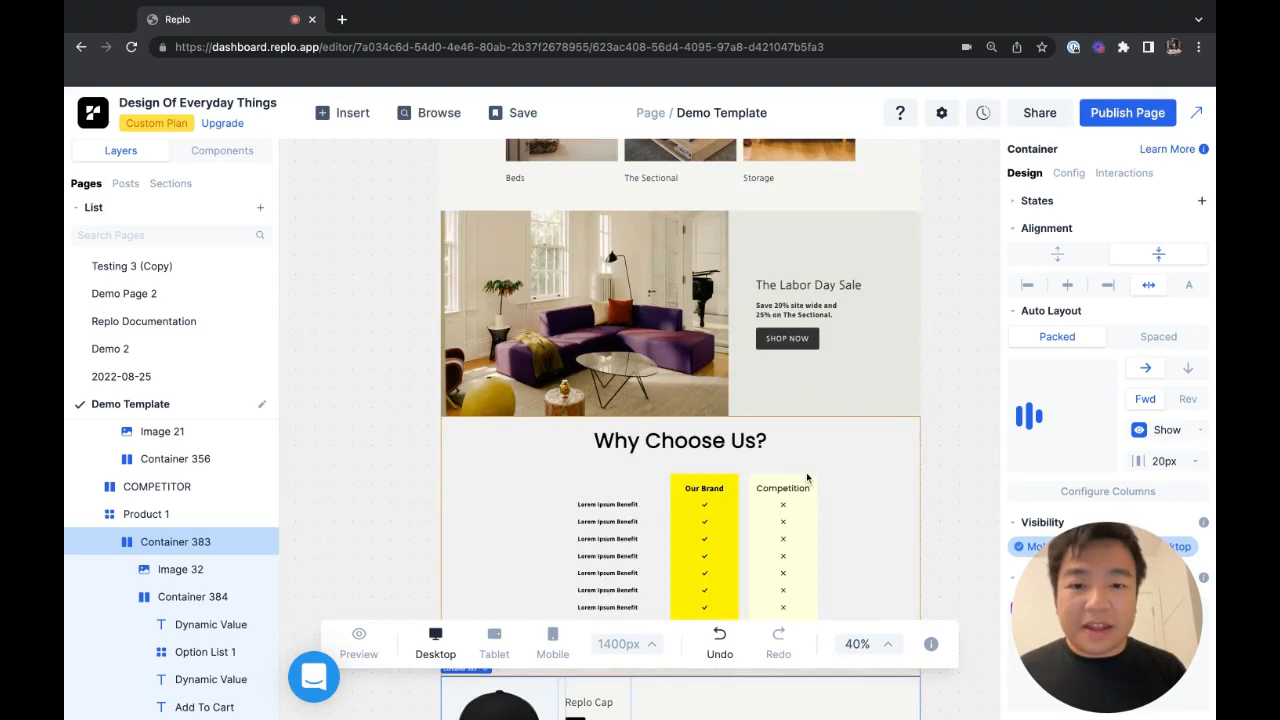 Replo
https://dashboard.replo.app/editor/7a034c6d-54d0-4e46-80ab-2b37f2678955/623ac408-56d4-4095-97a8-d421047b5fa3
Design Of Everyday Things
Custom Plan Upgrade
Insert Browse Save
Page / Demo Template
? Share Publish Page
Layers Components
Pages Posts Sections
List
Search Pages
Testing 3 (Copy)
Demo Page 2
Replo Documentation
Demo 2
2022-08-25
Demo Template
Image 21
Container 356
COMPETITOR
Product 1
Container 383
Image 32
Container 384
Dynamic Value
Option List 1
Dynamic Value
Add To Cart
Beds The Sectional Storage
The Labor Day Sale
Save 20% site wide and
25% on The Sectional.
SHOP NOW
Why Choose Us?
Our Brand Competition
Lorem Ipsum Benefit
Lorem Ipsum Benefit
Lorem Ipsum Benefit
Lorem Ipsum Benefit
Lorem Ipsum Benefit
Lorem Ipsum Benefit
Lorem Ipsum Benefit
Preview Desktop Tablet Mobile 1400px Undo Redo 40%
Replo Cap
Container
Learn More
Design Config Interactions
States
Alignment
A
Auto Layout
Packed Spaced
Fwd Rev
Show
20px
Configure Columns
Visibility